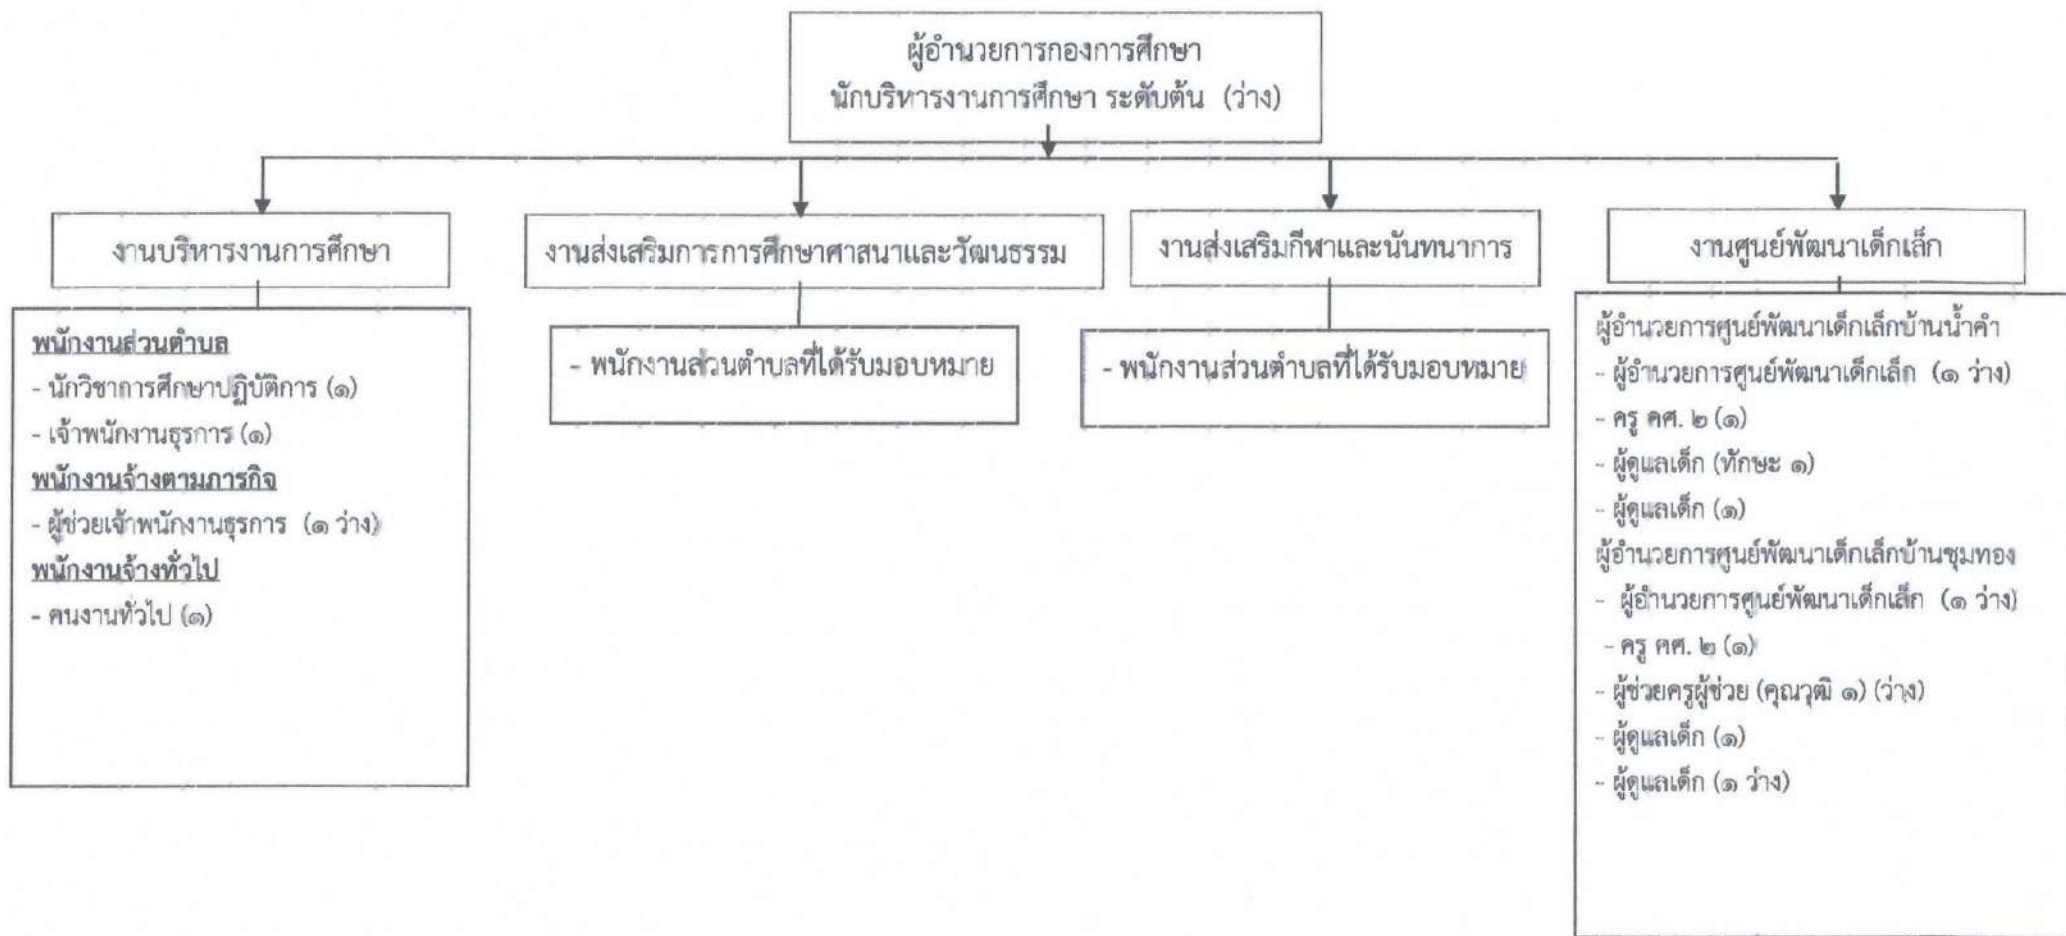 ผู้อำนวยการกองการศึกษา
นักบริหารงานการศึกษา ระดับต้น (ว่าง)
งานบริหารงานการศึกษา
พนักงานส่วนตำบล
- นักวิชาการศึกษาปฏิบัติการ (๑)
- เจ้าพนักงานธุรการ (๑)
พนักงานจ้างตามภารกิจ
- ผู้ช่วยเจ้าพนักงานธุรการ (๑ ว่าง)
พนักงานจ้างทั่วไป
- คนงานทั่วไป (๑)
งานส่งเสริมการการศึกษาศาสนาและวัฒนธรรม
- พนักงานส่วนตำบลที่ได้รับมอบหมาย
งานส่งเสริมกีฬาและนันทนาการ
- พนักงานส่วนตำบลที่ได้รับมอบหมาย
งานศูนย์พัฒนาเด็กเล็ก
ผู้อำนวยการศูนย์พัฒนาเด็กเล็กบ้านน้ำคำ
- ผู้อำนวยการศูนย์พัฒนาเด็กเล็ก (๑ ว่าง)
- ครู คศ. ๒ (๑)
- ผู้ดูแลเด็ก (ทักษะ ๑)
- ผู้ดูแลเด็ก (๑)
ผู้อำนวยการศูนย์พัฒนาเด็กเล็กบ้านชุมทอง
- ผู้อำนวยการศูนย์พัฒนาเด็กเล็ก (๑ ว่าง)
- ครู คศ. ๒ (๑)
- ผู้ช่วยครูผู้ช่วย (คุณวุฒิ ๑) (ว่าง)
- ผู้ดูแลเด็ก (๑)
- ผู้ดูแลเด็ก (๑ ว่าง)